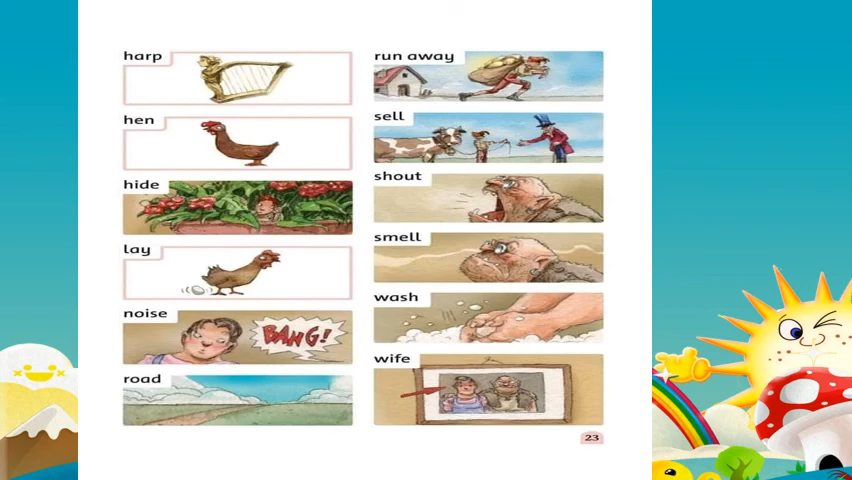 harp
hen
hide
lay
noise
BANG!
road
run away
sell
shout
smell
wash
wife
23